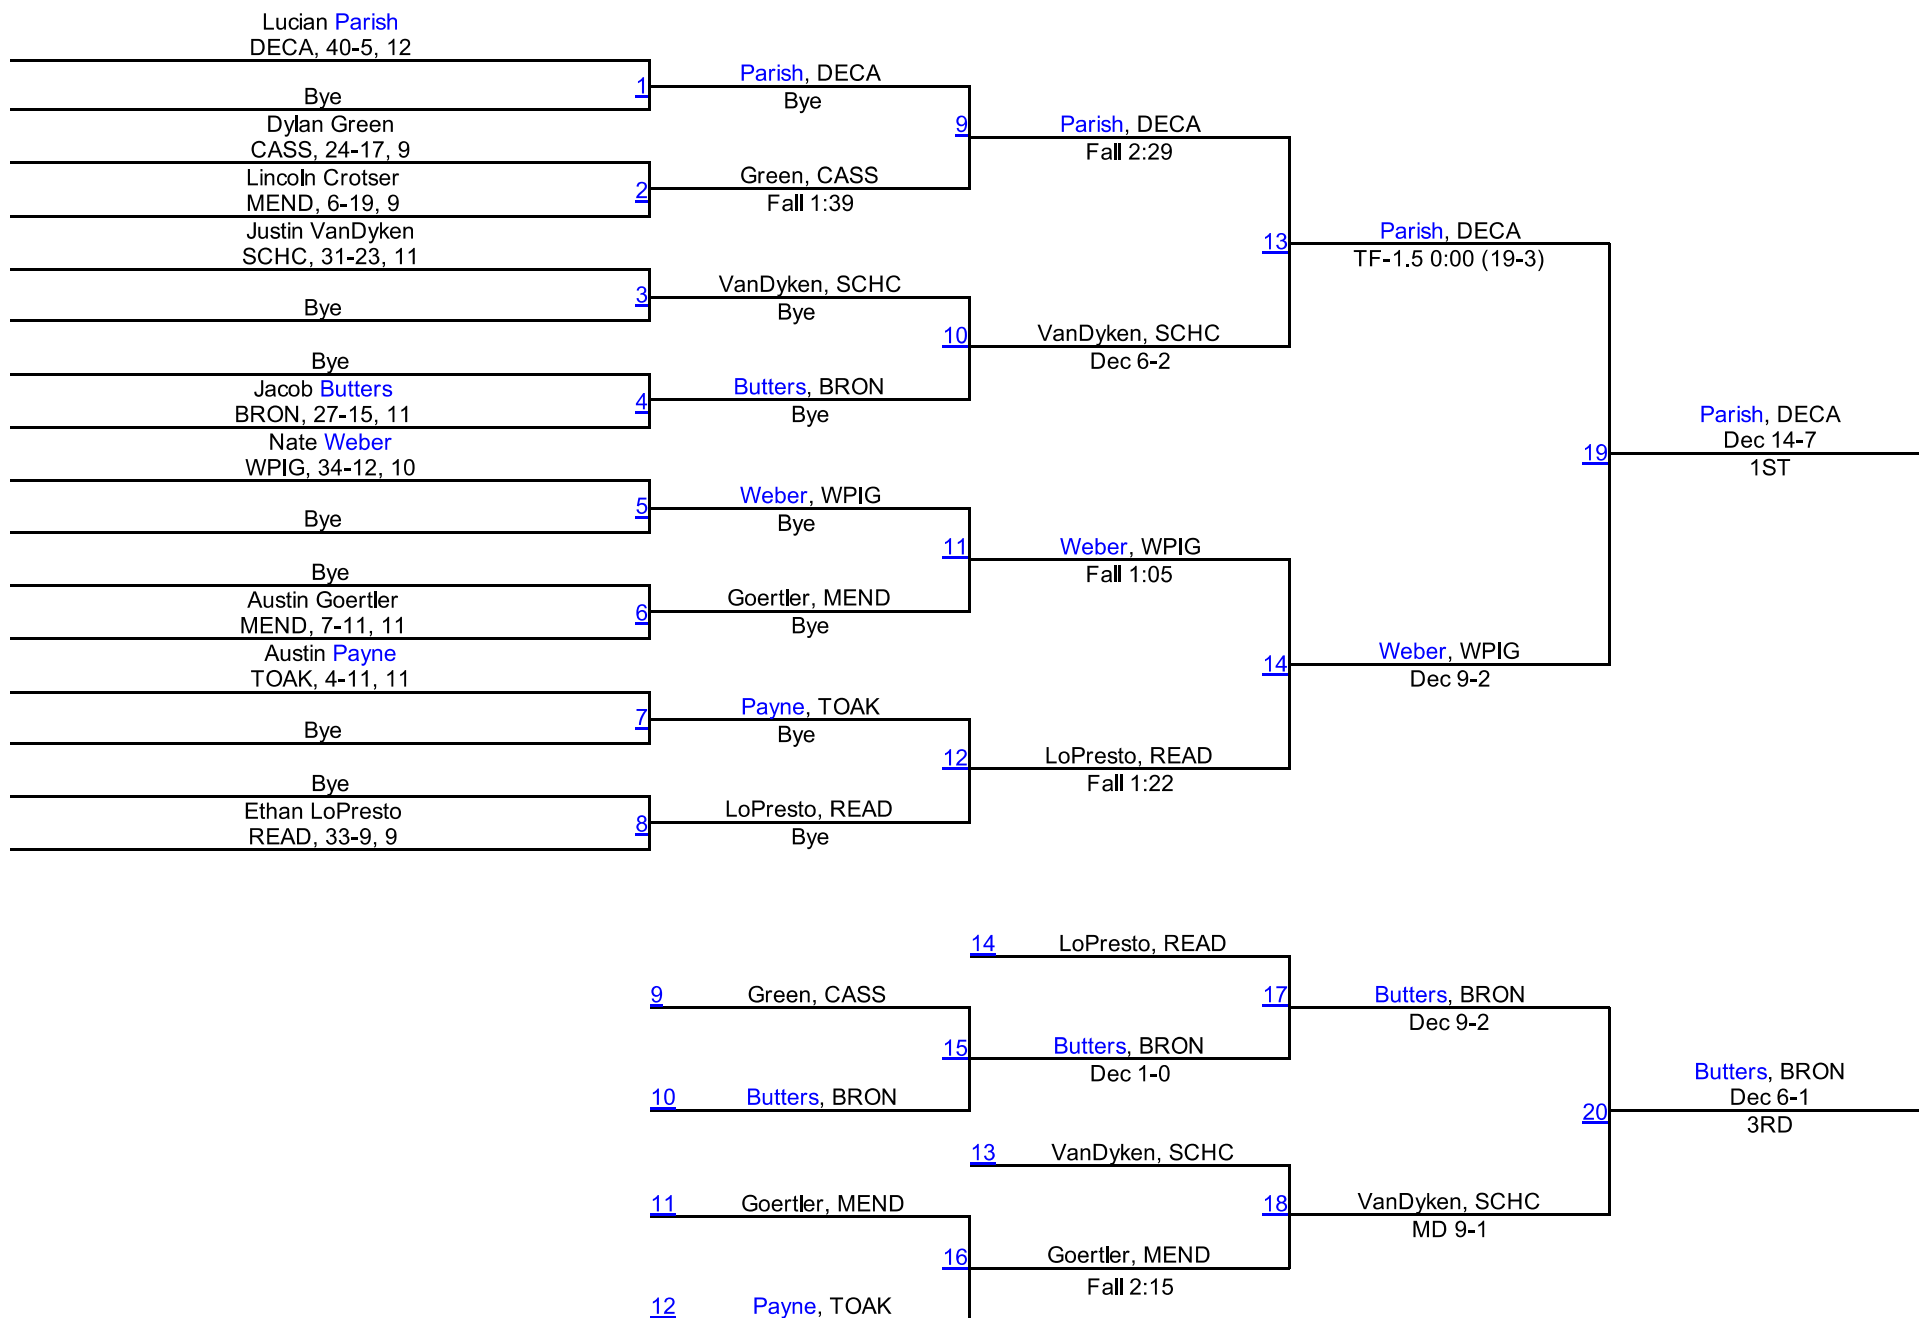 Lucian Parish
DECA, 40-5, 12
Bye
1
Dylan Green
CASS, 24-17, 9
Lincoln Crotser
MEND, 6-19, 9
2
Justin VanDyken
SCHC, 31-23, 11
Bye
3
Bye
Jacob Butters
BRON, 27-15, 11
4
Nate Weber
WPIG, 34-12, 10
Bye
5
Bye
Austin Goertler
MEND, 7-11, 11
6
Austin Payne
TOAK, 4-11, 11
Bye
7
Bye
Ethan LoPresto
READ, 33-9, 9
8
Parish, DECA
Bye
9
Green, CASS
Fall 1:39
VanDyken, SCHC
Bye
10
Butters, BRON
Bye
Weber, WPIG
Bye
11
Goertler, MEND
Bye
Payne, TOAK
Bye
12
LoPresto, READ
Bye
Parish, DECA
Fall 2:29
13
VanDyken, SCHC
Dec 6-2
Weber, WPIG
Fall 1:05
14
LoPresto, READ
Fall 1:22
Parish, DECA
TF-1.5 0:00 (19-3)
19
Weber, WPIG
Dec 9-2
Parish, DECA
Dec 14-7
1ST
14
LoPresto, READ
9
Green, CASS
15
10
Butters, BRON
Butters, BRON
Dec 1-0
17
Butters, BRON
Dec 9-2
13
VanDyken, SCHC
11
Goertler, MEND
16
12
Payne, TOAK
Goertler, MEND
Fall 2:15
18
VanDyken, SCHC
MD 9-1
20
Butters, BRON
Dec 6-1
3RD